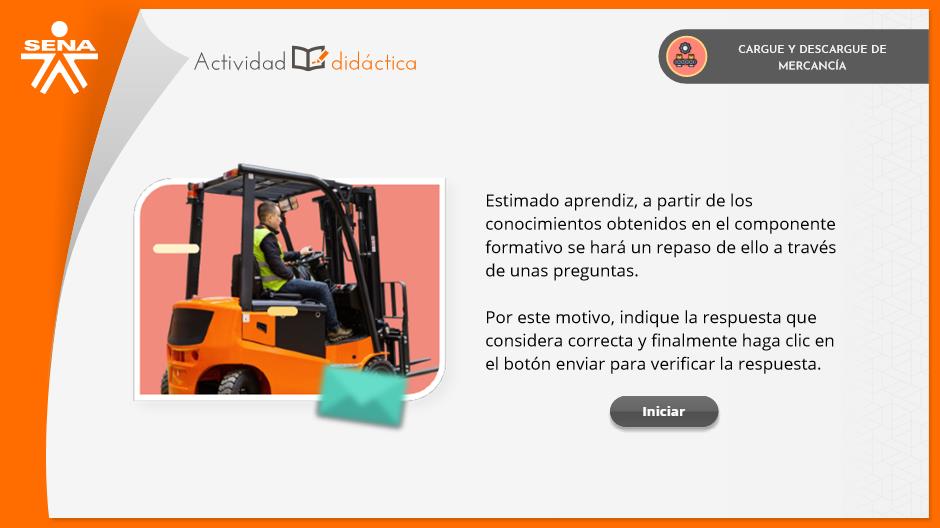 SENA
Actividad didáctica
CARGUE Y DESCARGUE DE
MERCANCÍA
Estimado aprendiz, a partir de los
conocimientos obtenidos en el componente
formativo se hará un repaso de ello a través
de unas preguntas.
Por este motivo, indique la respuesta que
considera correcta y finalmente haga clic en
el botón enviar para verificar la respuesta.
Iniciar